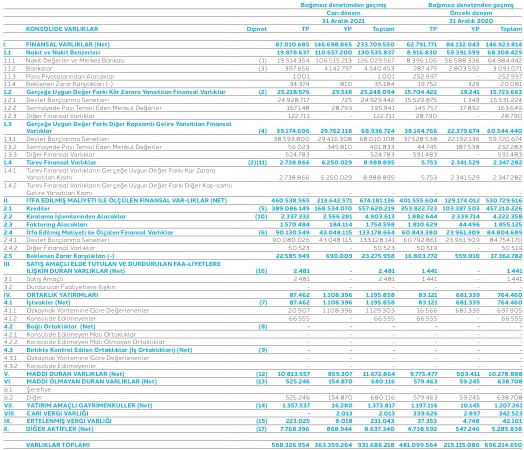 Bağımsız denetimden geçmiş Bağımsız denetimden geçmiş
Cari dönem Önceki dönem
31 Aralık 2021 31 Aralık 2020
KONSOLİDE VARLIKLAR Dipnot TP YP Toplam TP YP Toplam
I. FİNANSAL VARLIKLAR (Net) 87.010.685 146.698.865 233.709.550 62.791.771 84.132.043 146.923.814
1.1 Nakit ve Nakit Benzerleri 19.878.637 110.657.200 130.535.837 8.916.830 59.391.599 68.308.429
1.1.1 Nakit Değerler ve Merkez Bankası (1) 19.514.354 106.515.213 126.029.567 8.396.106 56.588.336 64.984.442
1.1.2 Bankalar (3) 397.656 4.142.797 4.540.453 287.479 2.803.592 3.091.071
1.1.3 Para Piyasalarından Alacaklar 1.001 - 1.001 252.997 - 252.997
1.1.4 Beklenen Zarar Karşılıkları (-) 34.374 810 35.184 19.752 329 20.081
1.2 Gerçeğe Uygun Değer Farkı Kâr Zarara Yansıtılan Finansal Varlıklar (2) 25.218.576 29.518 25.248.094 15.704.422 19.241 15.723.663
1.2.1 Devlet Borçlanma Senetleri 24.928.717 725 24.929.442 15.529.875 1.349 15.531.224
1.2.2 Sermayede Payı Temsil Eden Menkul Değerler 167.148 28.793 195.941 145.757 17.892 163.649
1.2.3 Diğer Finansal Varlıklar 122.711 - 122.711 28.790 - 28.790
1.3 Gerçeğe Uygun Değer Farkı Diğer Kapsamlı Gelire Yansıtılan Finansal
Varlıklar (4) 39.174.606 29.762.118 68.936.724 38.164.766 22.379.674 60.544.440
1.3.1 Devlet Borçlanma Senetleri 38.593.800 29.416.308 68.010.108 37.528.538 22.192.136 59.720.674
1.3.2 Sermayede Payı Temsil Eden Menkul Değerler 56.023 345.810 401.833 44.745 187.538 232.283
1.3.3 Diğer Finansal Varlıklar 524.783 - 524.783 591.483 - 591.483
1.4 Türev Finansal Varlıklar (2)(11) 2.738.866 6.250.029 8.988.895 5.753 2.341.529 2.347.282
1.4.1 Türev Finansal Varlıkların Gerçeğe Uygun Değer Farkı Kar Zarara
Yansıtılan Kısmı 2.738.866 6.250.029 8.988.895 5.753 2.341.529 2.347.282
1.4.2 Türev Finansal Varlıkların Gerçeğe Uygun Değer Farkı Diğer Kap-samlı
Gelire Yansıtılan Kısmı - - - - - -
II. İTFA EDİLMİŞ MALİYETİ İLE ÖLÇÜLEN FİNANSAL VAR-LIKLAR (NET) 460.538.565 213.642.571 674.181.136 401.555.604 129.174.012 530.729.616
2.1 Krediler (5) 389.086.149 168.534.070 557.620.219 353.822.723 103.387.503 457.210.226
2.2 Kiralama İşlemlerinden Alacaklar (10) 2.337.332 2.566.281 4.903.613 1.882.644 2.339.714 4.222.358
2.3 Faktoring Alacakları 1.570.484 184.114 1.754.598 1.810.629 44.496 1.855.125
2.4 İtfa Edilmiş Maliyeti ile Ölçülen Finansal Varlıklar (6) 90.130.549 43.048.115 133.178.664 60.843.380 23.961.309 84.804.689
2.4.1 Devlet Borçlanma Senetleri 90.080.026 43.048.115 133.128.141 60.792.861 23.961.309 84.754.170
2.4.2 Diğer Finansal Varlıklar 50.523 - 50.523 50.519 - 50.519
2.5 Beklenen Zarar Karşılıkları (-) 22.585.949 690.009 23.275.958 16.803.772 559.010 17.362.782
III. SATIŞ AMAÇLI ELDE TUTULAN VE DURDURULAN FAA-LİYETLERE
İLİŞKİN DURAN VARLIKLAR (Net) (16) 2.481 - 2.481 1.441 - 1.441
3.1 Satış Amaçlı 2.481 - 2.481 1.441 - 1.441
3.2 Durdurulan Faaliyetlere İlişkin - - - - - -
IV. ORTAKLIK YATIRIMLARI 87.462 1.108.396 1.195.858 83.121 681.339 764.460
4.1 İştirakler (Net) (7) 87.462 1.108.396 1.195.858 83.121 681.339 764.460
4.1.1 Özkaynak Yöntemine Göre Değerlenenler 20.907 1.108.396 1.129.303 16.566 681.339 697.905
4.1.2 Konsolide Edilmeyenler 66.555 - 66.555 66.555 - 66.555
4.2 Bağlı Ortaklıklar (Net) (8) - - - - - -
4.2.1 Konsolide Edilmeyen Mali Ortaklıklar - - - - - -
4.2.2 Konsolide Edilmeyen Mali Olmayan Ortaklıklar - - - - - -
4.3 Birlikte Kontrol Edilen Ortaklıklar (İş Ortaklıkları) (Net) (9) - - - - - -
4.3.1 Özkaynak Yöntemine Göre Değerlenenler - - - - - -
4.3.2 Konsolide Edilmeyenler - - - - - -
V. MADDİ DURAN VARLIKLAR (Net) (12) 10.813.557 859.307 11.672.864 9.775.477 503.411 10.278.888
VI. MADDİ OLMAYAN DURAN VARLIKLAR (Net) (13) 525.246 154.870 680.116 579.463 59.245 638.708
6.1 Şerefiye - - - - - -
6.2 Diğer 525.246 154.870 680.116 579.463 59.245 638.708
VII. YATIRIM AMAÇLI GAYRİMENKULLER (Net) (14) 1.357.537 16.280 1.373.817 1.197.116 10.145 1.207.261
VIII. CARİ VERGİ VARLIĞI - 2.013 2.013 339.626 2.897 342.523
IX. ERTELENMİŞ VERGİ VARLIĞI (15) 223.025 8.018 231.043 37.353 4.748 42.101
X. DİĞER AKTİFLER (Net) (17) 7.768.396 868.944 8.637.340 4.738.592 547.246 5.285.838
VARLIKLAR TOPLAMI 568.326.954 363.359.264 931.686.218 481.099.564 215.115.086 696.214.650